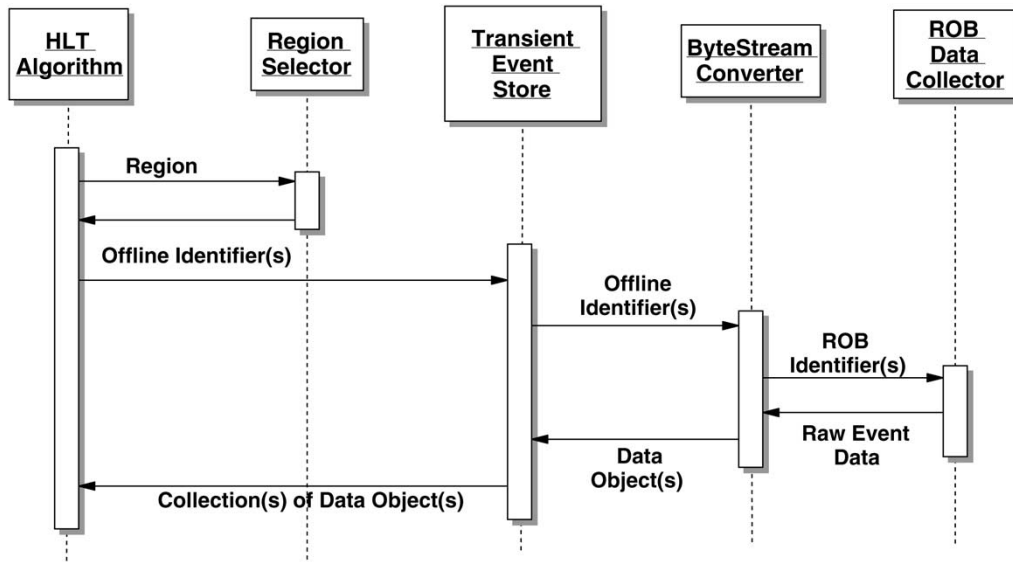 HLT
Algorithm
Region
Selector
Transient
Event
Store
ByteStream
Converter
ROB
Data
Collector
Region
Offline Identifier(s)
Offline
Identifier(s)
ROB
Identifier(s)
Raw Event
Data
Data
Object(s)
Collection(s) of Data Object(s)